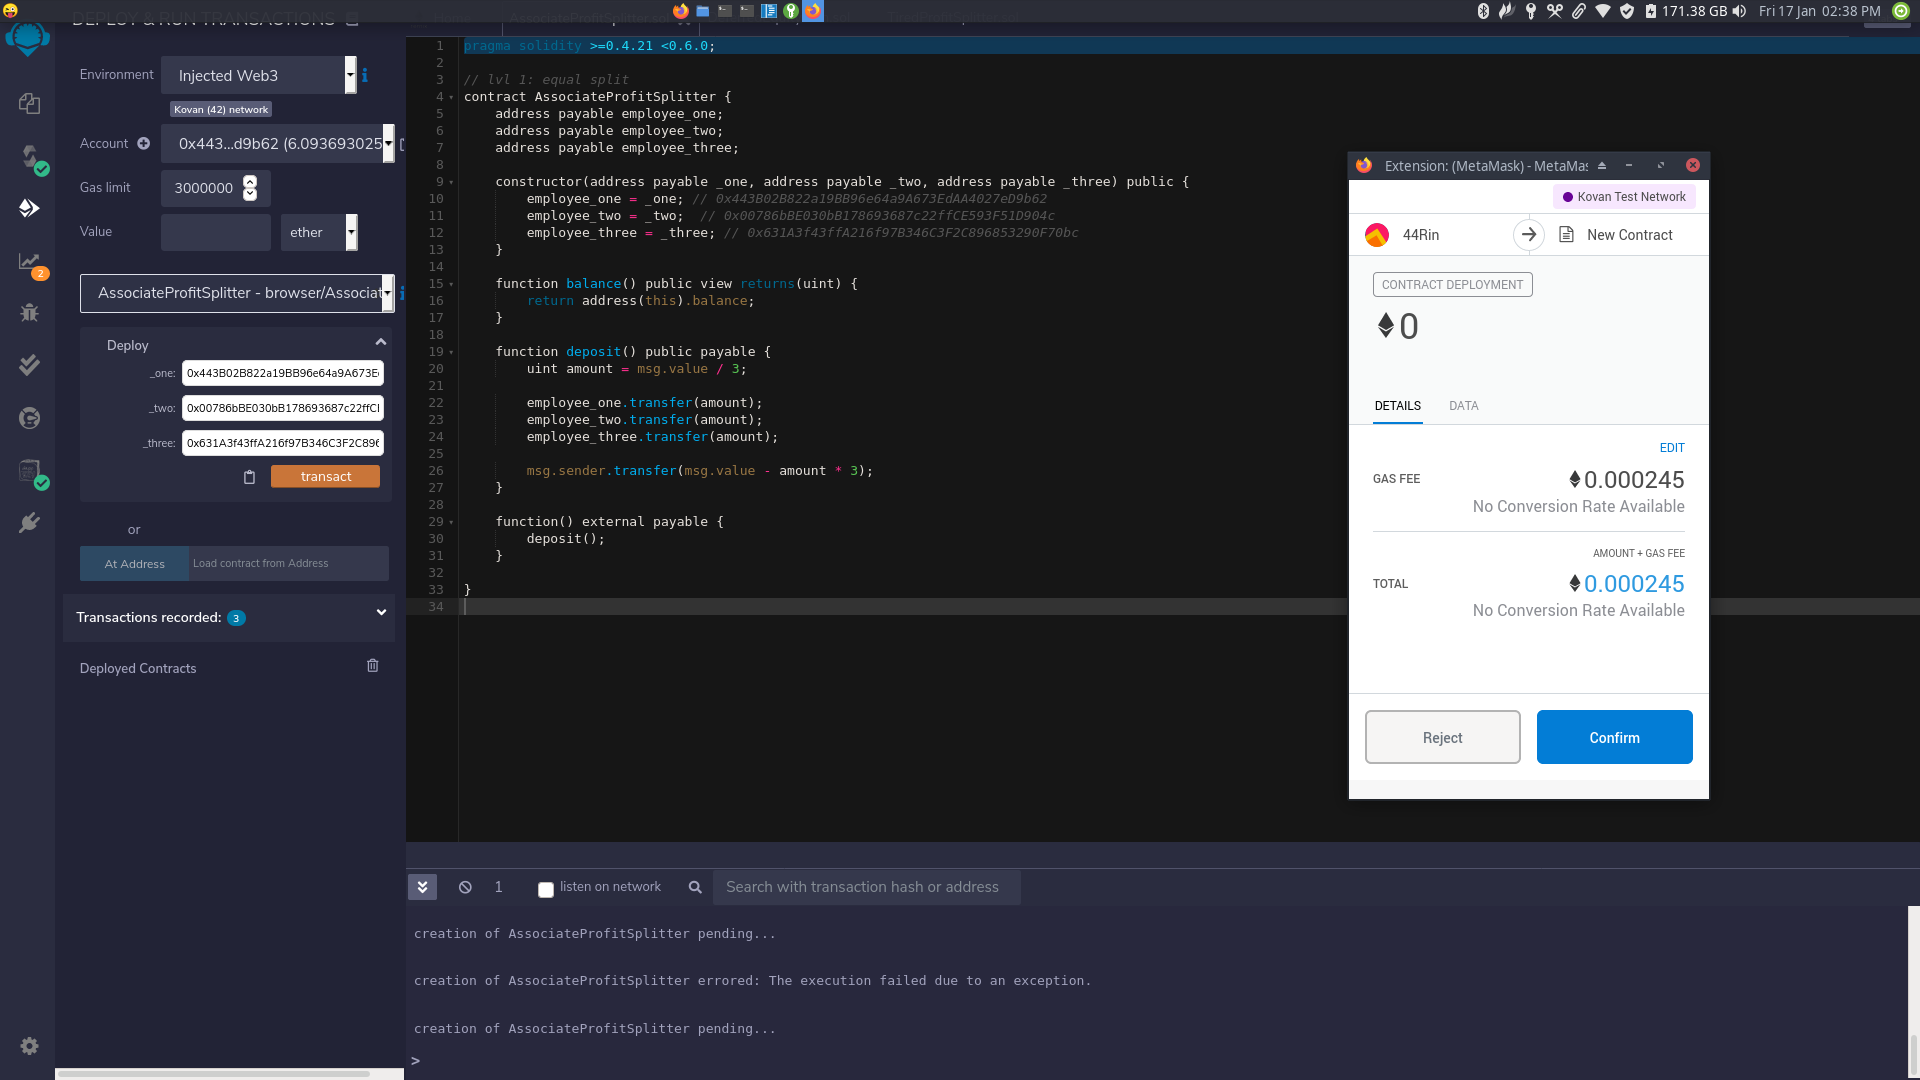 DEPLOY & RUN TRANSACTIONS
171.38 GB
Fri 17 Jan 02:38 PM
Environment
Injected Web3
Kovan (42) network
Account
0x443...d9b62 (6.093693025
Gas limit
3000000
Value
ether
2
AssociateProfitSplitter - browser/Associat
Deploy
_one:
0x443B02B822a19BB96e64a9A673E
_two:
0x00786bBE030bB178693687c22ffC
_three:
0x631A3f43ffA216f97B346C3F2C896
transact
or
At Address
Load contract from Address
Transactions recorded:
3
Deployed Contracts
1 pragma solidity >=0.4.21 <0.6.0;
2
3 // lvl 1: equal split
4 contract AssociateProfitSplitter {
5 address payable employee_one;
6 address payable employee_two;
7 address payable employee_three;
8
9 constructor(address payable _one, address payable _two, address payable _three) public {
10 employee_one = _one; // 0x443B02B822a19BB96e64a9A673EdAA4027eD9b62
11 employee_two = _two;  // 0x00786bBE030bB178693687c22ffCE593F51D904c
12 employee_three = _three; // 0x631A3f43ffA216f97B346C3F2C896853290F70bc
13 }
14
15 function balance() public view returns(uint) {
16 return address(this).balance;
17 }
18
19 function deposit() public payable {
20 uint amount = msg.value / 3;
21
22 employee_one.transfer(amount);
23 employee_two.transfer(amount);
24 employee_three.transfer(amount);
25
26 msg.sender.transfer(msg.value - amount * 3);
27 }
28
29 function() external payable {
30 deposit();
31 }
32
33 }
34
Extension: (MetaMask) - MetaMas
Kovan Test Network
44Rin
New Contract
CONTRACT DEPLOYMENT
0
DETAILS
DATA
EDIT
GAS FEE
0.000245
No Conversion Rate Available
AMOUNT + GAS FEE
TOTAL
0.000245
No Conversion Rate Available
Reject
Confirm
1
listen on network
Search with transaction hash or address
creation of AssociateProfitSplitter pending...
creation of AssociateProfitSplitter errored: The execution failed due to an exception.
creation of AssociateProfitSplitter pending...
>